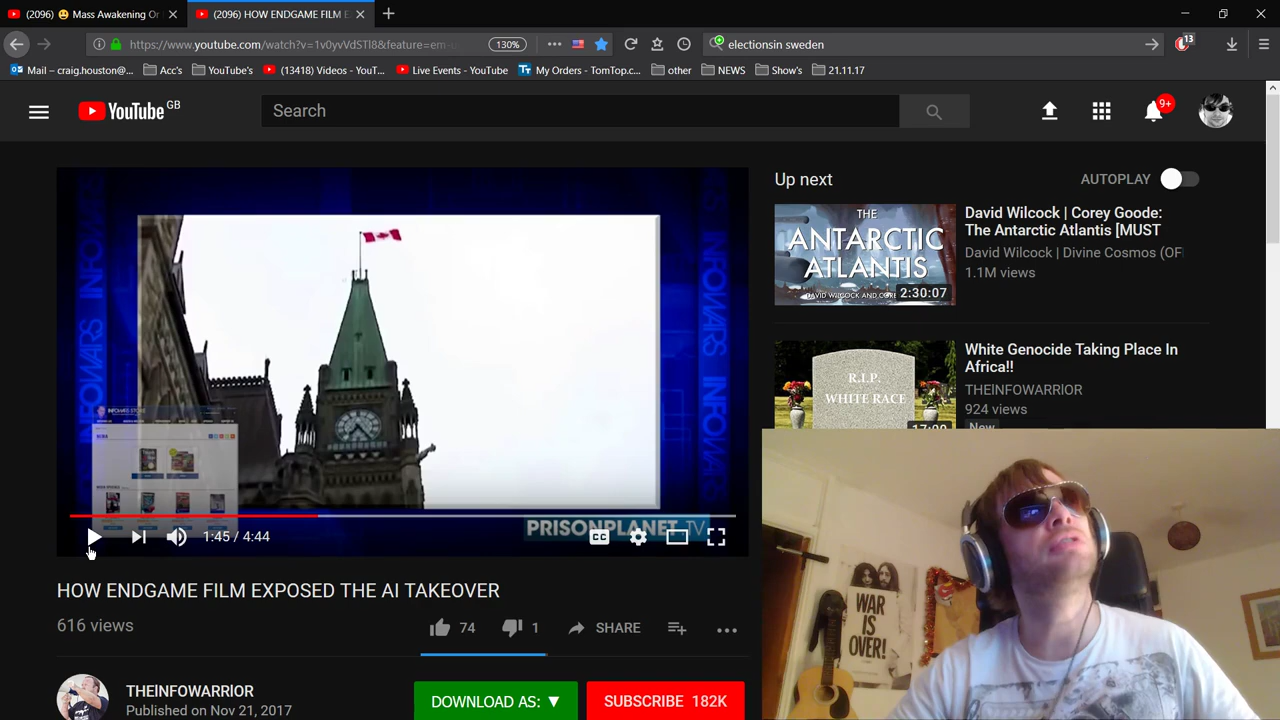 (2096) 😃 Mass Awakening Or
(2096) HOW ENDGAME FILM E
https://www.youtube.com/watch?v=1v0yvVdSTl8&feature=em-
130%
electionsin sweden
13
Mail – craig.houston@...
Acc's
YouTube's
(13418) Videos - YouT...
Live Events - YouTube
My Orders - TomTop.c...
other
NEWS
Show's
21.11.17
YouTube GB
Search
9+
INFOWARS
INFOWARS
PRISONPLANET.TV
1:45 / 4:44
CC
HOW ENDGAME FILM EXPOSED THE AI TAKEOVER
616 views
74
1
SHARE
THEINFOWARRIOR
Published on Nov 21, 2017
DOWNLOAD AS: ▼
SUBSCRIBE 182K
Up next
AUTOPLAY
THE
ANTARCTIC
ATLANTIS
2:30:07
David Wilcock | Corey Goode:
The Antarctic Atlantis [MUST
David Wilcock | Divine Cosmos (OF
1.1M views
R.I.P.
WHITE RACE
White Genocide Taking Place In
Africa!!
THEINFOWARRIOR
924 views
New
WAR
IS
OVER!